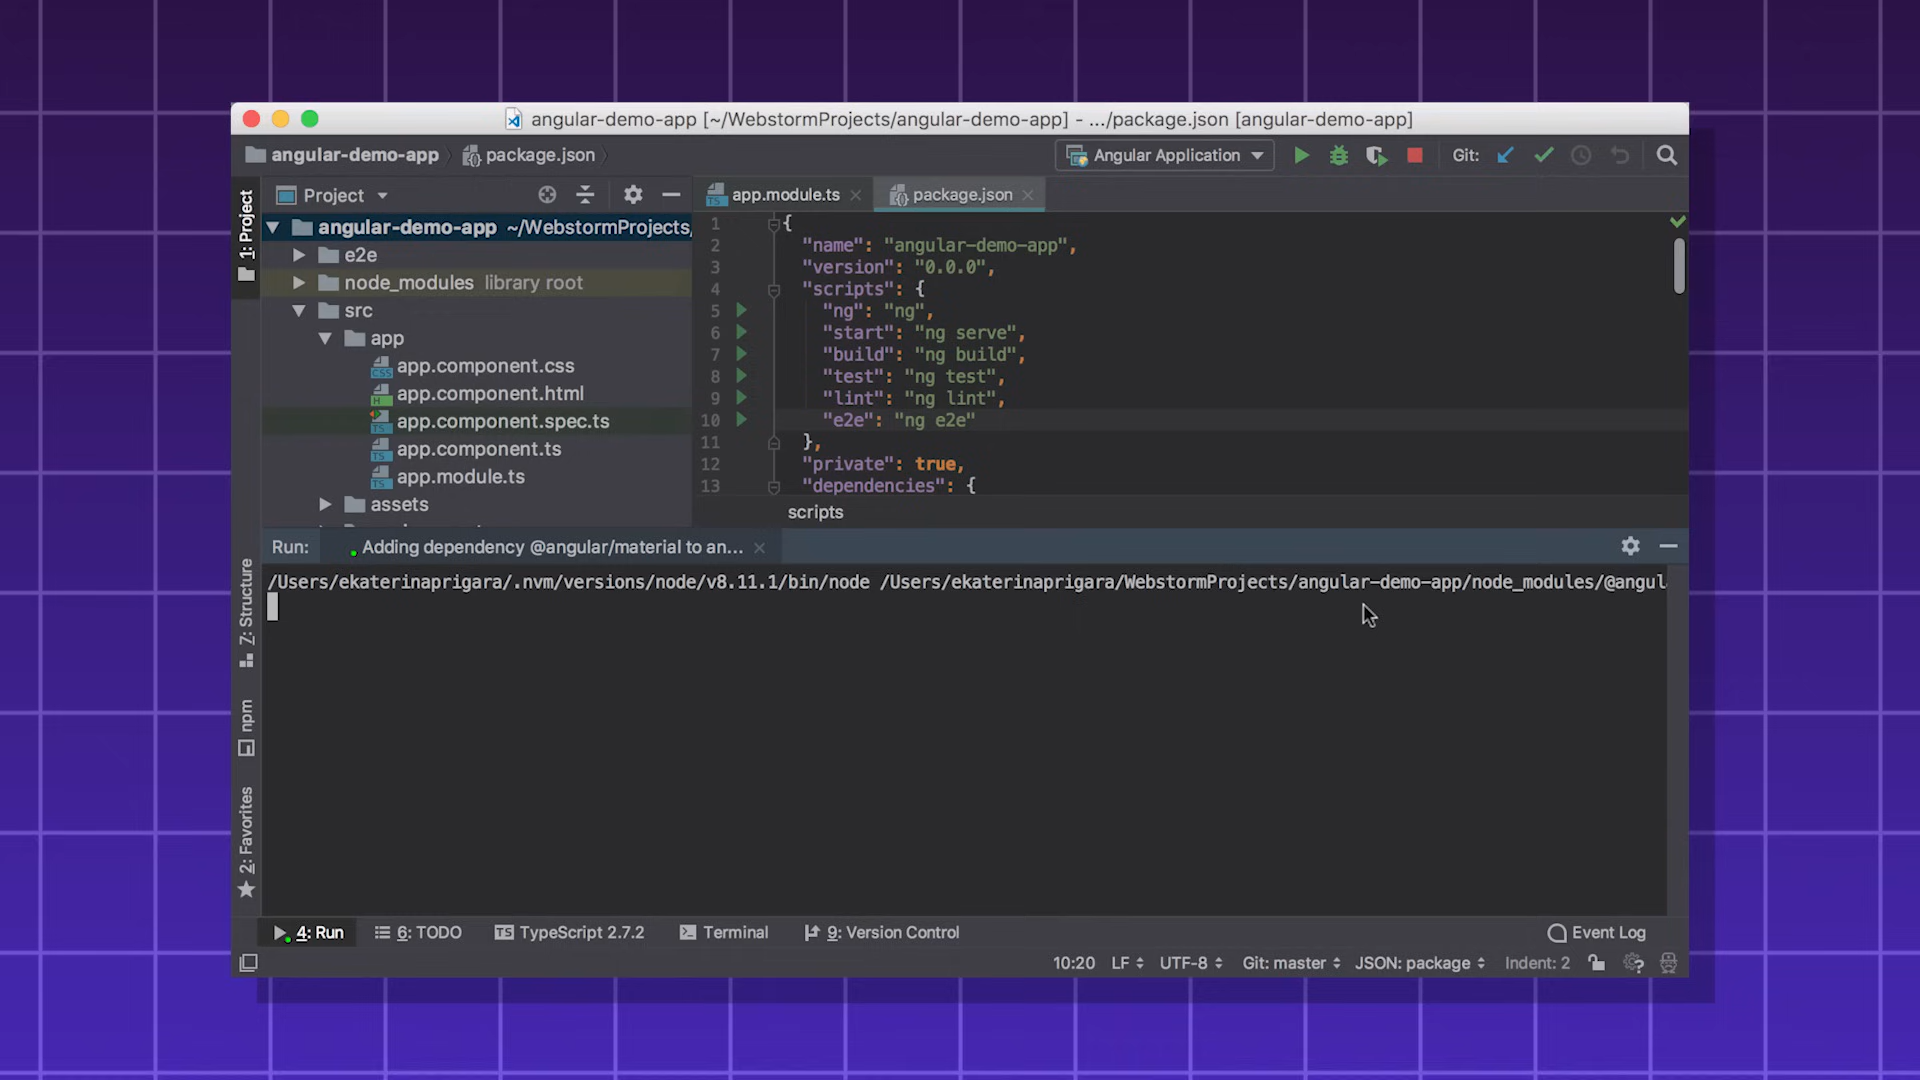 angular-demo-app [~/WebstormProjects/angular-demo-app] - .../package.json [angular-demo-app]
angular-demo-app package.json
Angular Application
Git:
1: Project
Project
app.module.ts
package.json
angular-demo-app ~/WebstormProjects/
e2e
node_modules library root
src
app
app.component.css
app.component.html
app.component.spec.ts
app.component.ts
app.module.ts
assets
1 {
2 "name": "angular-demo-app",
3 "version": "0.0.0",
4 "scripts": {
5 "ng": "ng",
6 "start": "ng serve",
7 "build": "ng build",
8 "test": "ng test",
9 "lint": "ng lint",
10 "e2e": "ng e2e"
11 },
12 "private": true,
13 "dependencies": {
scripts
Run:
Adding dependency @angular/material to an...
/Users/ekaterinaprigara/.nvm/versions/node/v8.11.1/bin/node /Users/ekaterinaprigara/WebstormProjects/angular-demo-app/node_modules/@angul
7: Structure
npm
2: Favorites
4: Run
6: TODO
TS TypeScript 2.7.2
Terminal
9: Version Control
Event Log
10:20 LF UTF-8 Git: master JSON: package Indent: 2